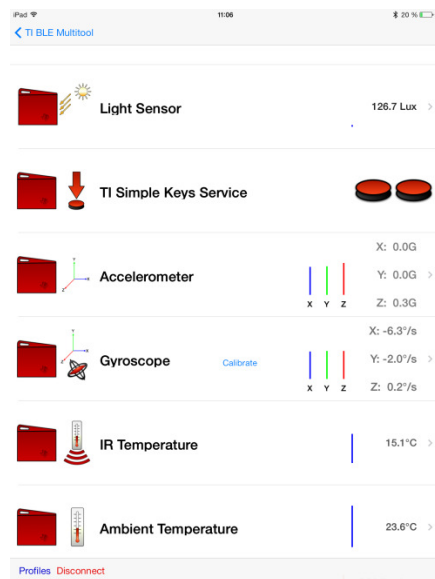 iPad 11:06 20 %
TI BLE Multitool
Light Sensor 126.7 Lux
TI Simple Keys Service
X: 0.0G
Accelerometer Y: 0.0G
X Y Z Z: 0.3G
X: -6.3°/s
Gyroscope Calibrate Y: -2.0°/s
X Y Z Z: 0.2°/s
IR Temperature 15.1°C
Ambient Temperature 23.6°C
Profiles Disconnect